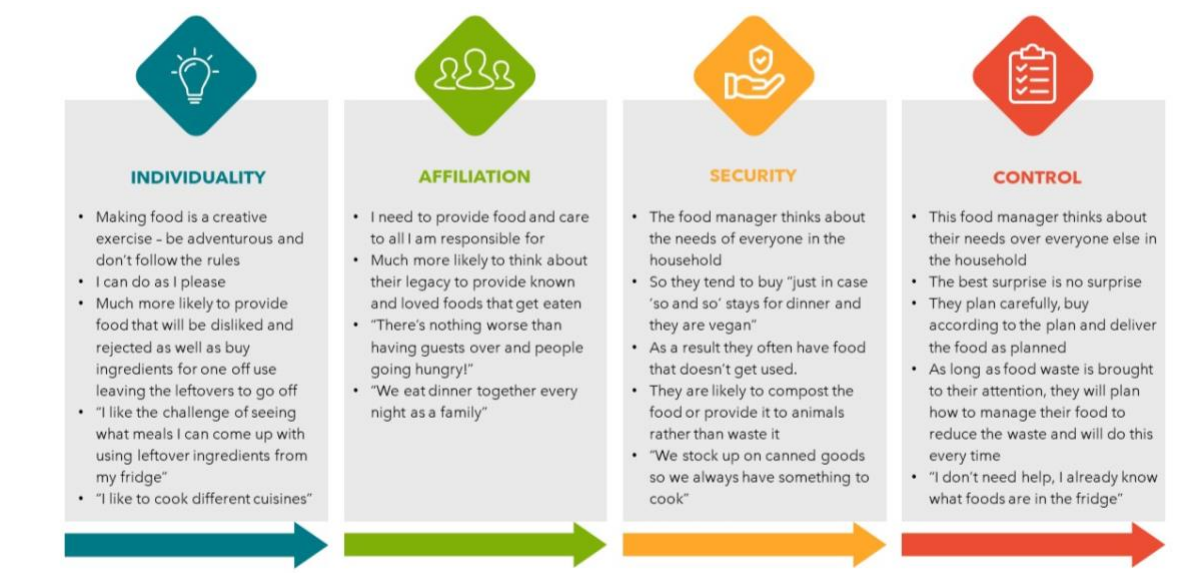 INDIVIDUALITY
• Making food is a creative
exercise – be adventurous and
don't follow the rules
• I can do as I please
• Much more likely to provide
food that will be disliked and
rejected as well as buy
ingredients for one off use
leaving the leftovers to go off
• "I like the challenge of seeing
what meals I can come up with
using leftover ingredients from
my fridge"
• "I like to cook different cuisines"
AFFILIATION
• I need to provide food and care
to all I am responsible for
• Much more likely to think about
their legacy to provide known
and loved foods that get eaten
• "There's nothing worse than
having guests over and people
going hungry!"
• "We eat dinner together every
night as a family"
SECURITY
• The food manager thinks about
the needs of everyone in the
household
• So they tend to buy "just in case
'so and so' stays for dinner and
they are vegan"
• As a result they often have food
that doesn't get used.
• They are likely to compost the
food or provide it to animals
rather than waste it
• "We stock up on canned goods
so we always have something to
cook"
CONTROL
• This food manager thinks about
their needs over everyone else in
the household
• The best surprise is no surprise
• They plan carefully, buy
according to the plan and deliver
the food as planned
• As long as food waste is brought
to their attention, they will plan
how to manage their food to
reduce the waste and will do this
every time
• "I don't need help, I already know
what foods are in the fridge"